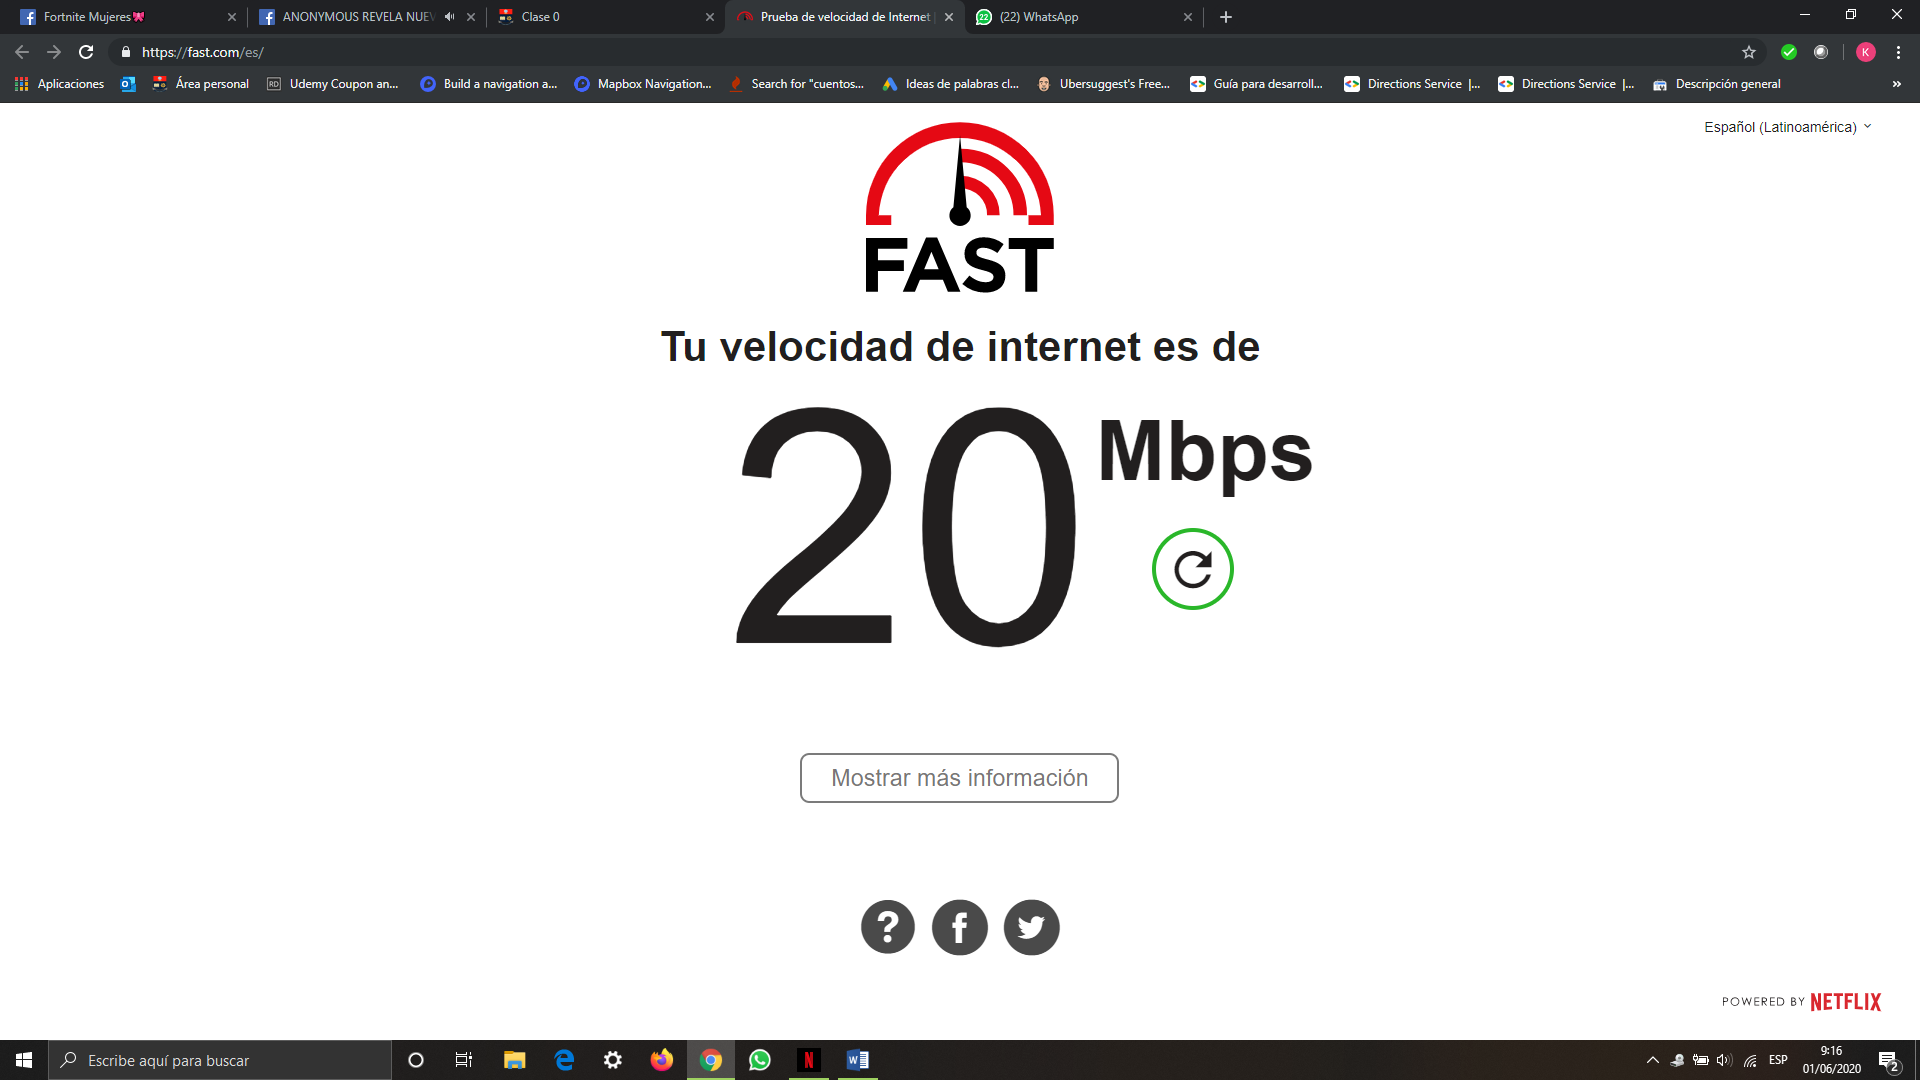 Fortnite Mujeres🎀
ANONYMOUS REVELA NUEV
Clase 0
Prueba de velocidad de Internet |
(22) WhatsApp
https://fast.com/es/
K
Aplicaciones
Área personal
RD
Udemy Coupon an...
Build a navigation a...
Mapbox Navigation...
Search for "cuentos...
Ideas de palabras cl...
Ubersuggest's Free...
Guía para desarroll...
Directions Service |...
Directions Service |...
Descripción general
»
Español (Latinoamérica)
FAST
Tu velocidad de internet es de
20 Mbps
Mostrar más información
POWERED BY NETFLIX
Escribe aquí para buscar
ESP
9:16
01/06/2020
2